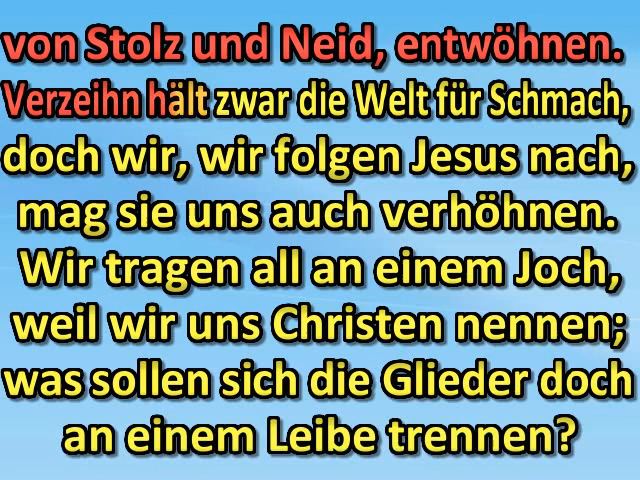 von Stolz und Neid, entwöhnen.
Verzeihn hält zwar die Welt für Schmach,
doch wir, wir folgen Jesus nach,
mag sie uns auch verhöhnen.
Wir tragen all an einem Joch,
weil wir uns Christen nennen;
was sollen sich die Glieder doch
an einem Leibe trennen?